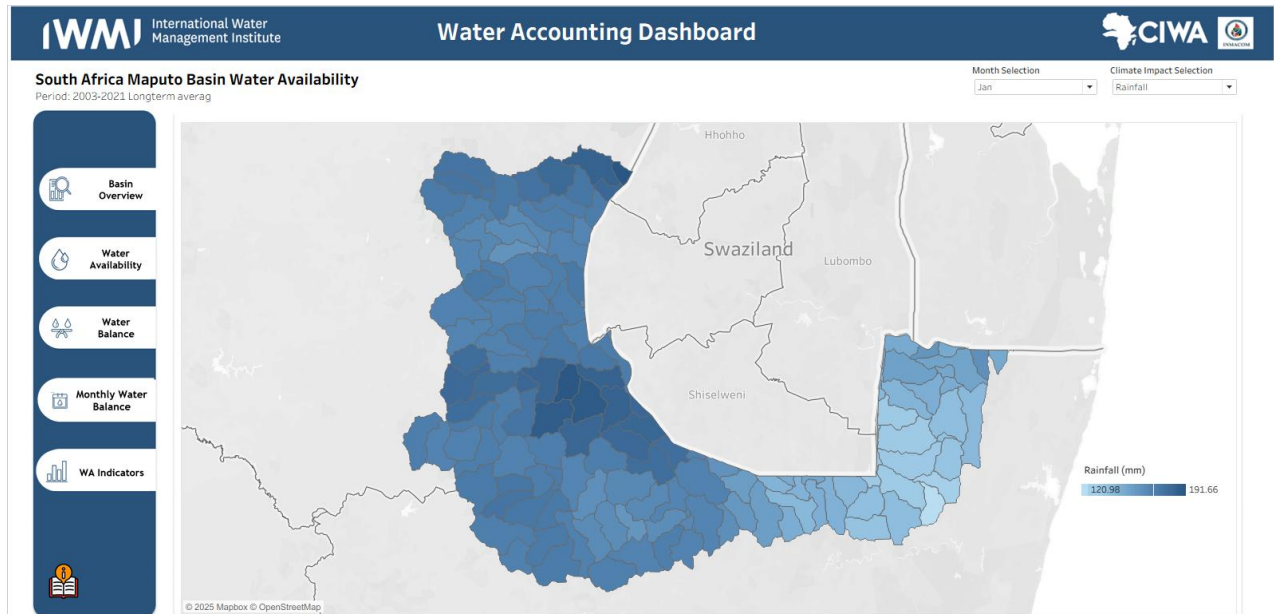 IWMI
International Water
Management Institute
Water Accounting Dashboard
CIWA
INMACOM
South Africa Maputo Basin Water Availability
Period: 2003-2021 Longterm averag
Month Selection
Jan
Climate Impact Selection
Rainfall
Basin
Overview
Water
Availability
Water
Balance
Monthly Water
Balance
WA Indicators
Hhohho
Swaziland
Lubombo
Shiselweni
Rainfall (mm)
120.98 191.66
© 2025 Mapbox © OpenStreetMap